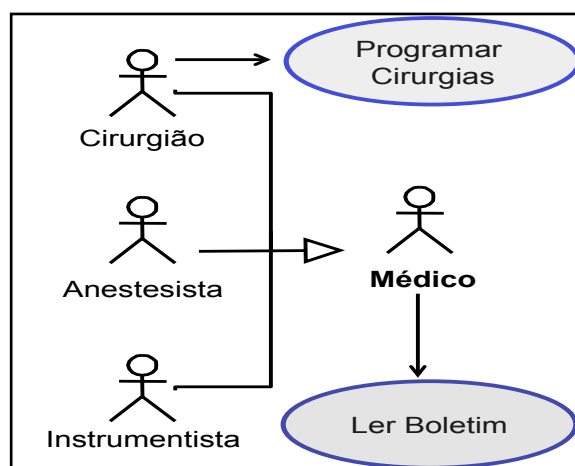 Programar
Cirurgias
Cirurgião
Anestesista
Médico
Instrumentista
Ler Boletim